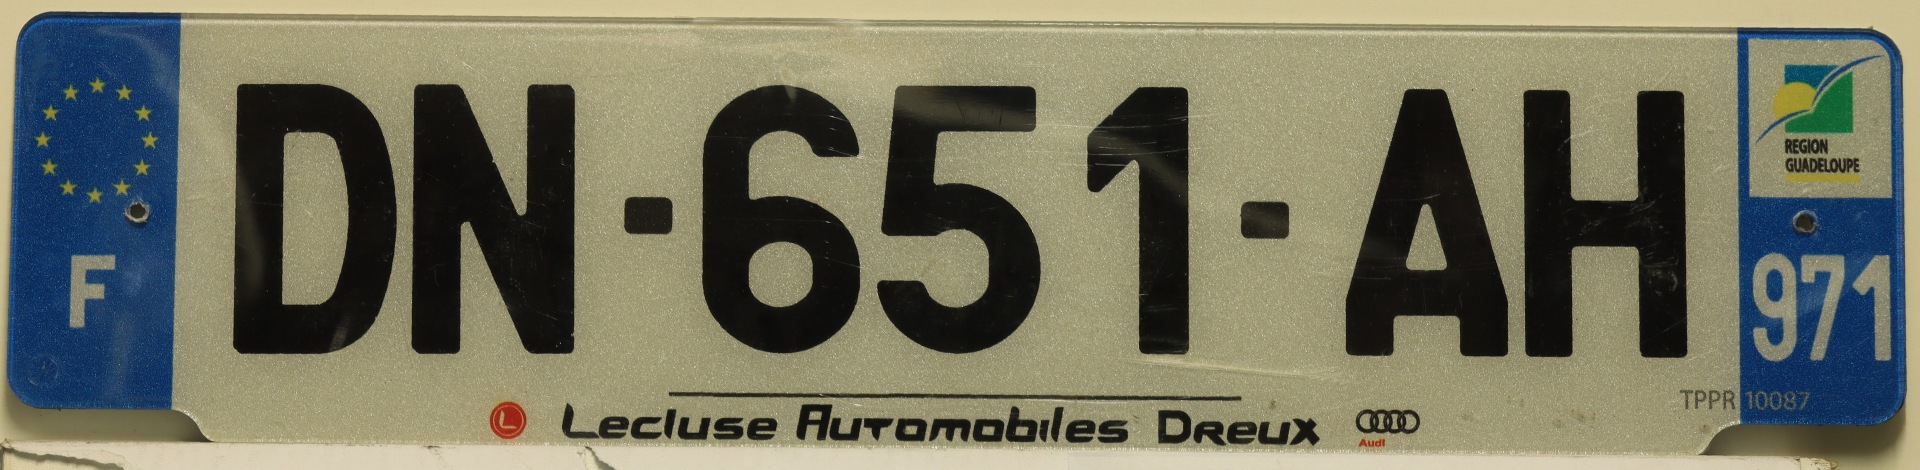 F DN-651-AH
REGION
GUADELOUPE
971
TPPR 10087
L Lecluse Automobiles Dreux Audi